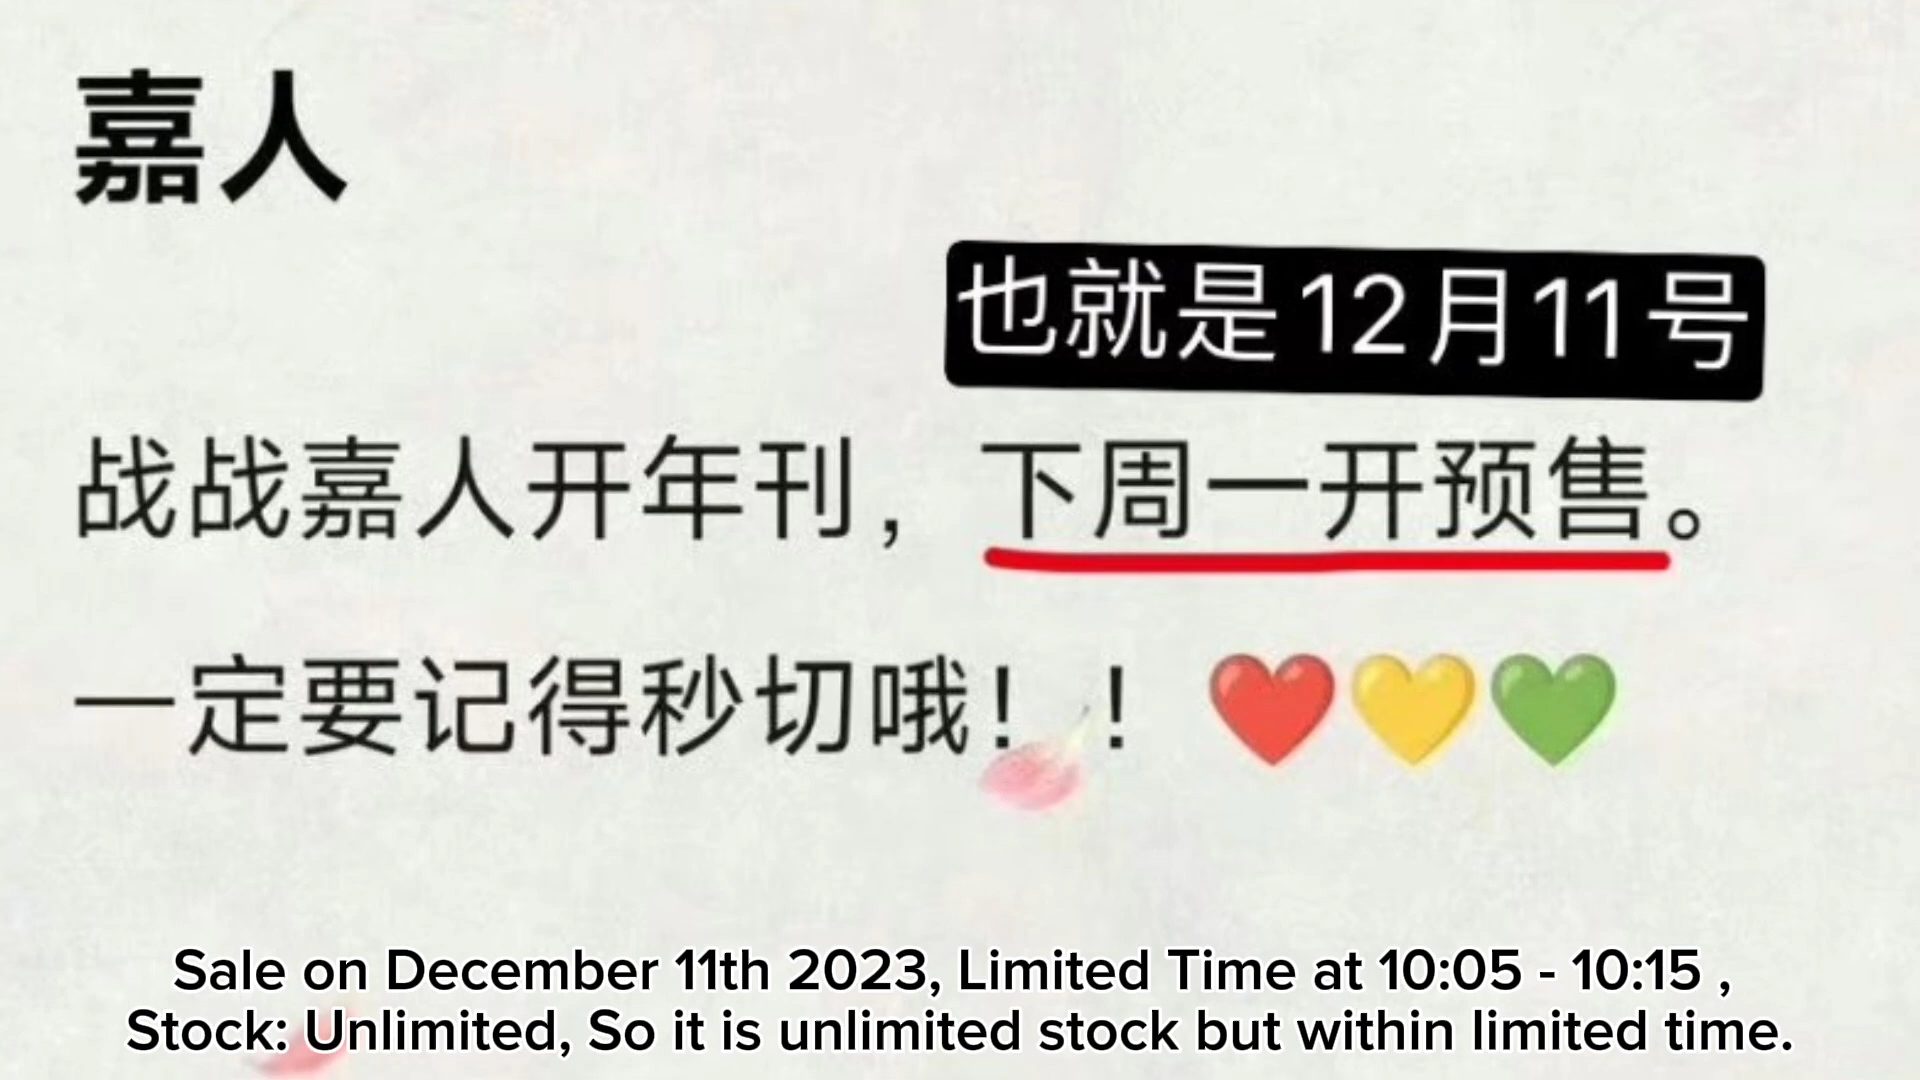 嘉人
也就是12月11号
战战嘉人开年刊，下周一开预售。
一定要记得秒切哦！！❤️💛💚
Sale on December 11th 2023, Limited Time at 10:05 - 10:15 ,
Stock: Unlimited, So it is unlimited stock but within limited time.